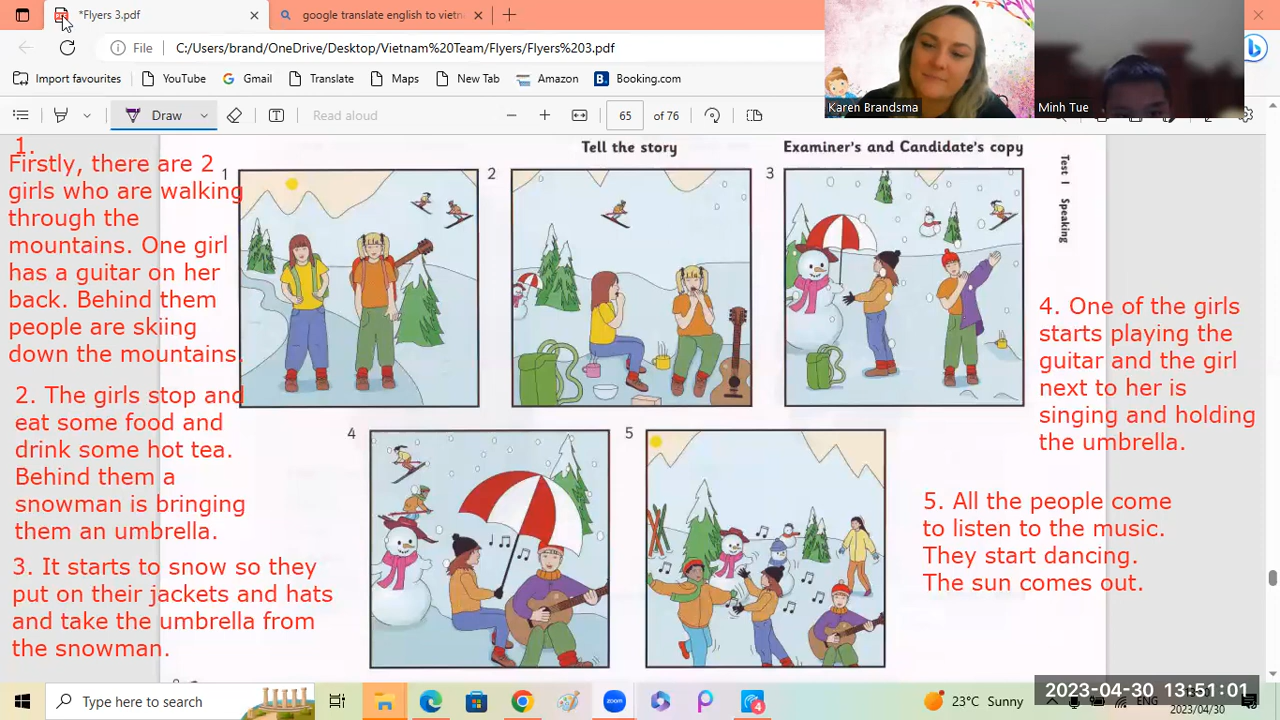 *Flyers 3.pdf
google translate english to vietn
File
C:/Users/brand/OneDrive/Desktop/Vietnam%20Team/Flyers/Flyers%203.pdf
Import favourites
YouTube
Gmail
Translate
Maps
New Tab
Amazon
Booking.com
Karen Brandsma
Minh Tue
Draw
Read aloud
65
of 76
Tell the story
Examiner's and Candidate's copy
Test 1 Speaking
1
2
3
4
5
1.
Firstly, there are 2
girls who are walking
through the
mountains. One girl
has a guitar on her
back. Behind them
people are skiing
down the mountains.
2. The girls stop and
eat some food and
drink some hot tea.
Behind them a
snowman is bringing
them an umbrella.
3. It starts to snow so they
put on their jackets and hats
and take the umbrella from
the snowman.
4. One of the girls
starts playing the
guitar and the girl
next to her is
singing and holding
the umbrella.
5. All the people come
to listen to the music.
They start dancing.
The sun comes out.
Type here to search
4
23°C Sunny
ENG
2023-04-30 13:51:01
2023/04/30